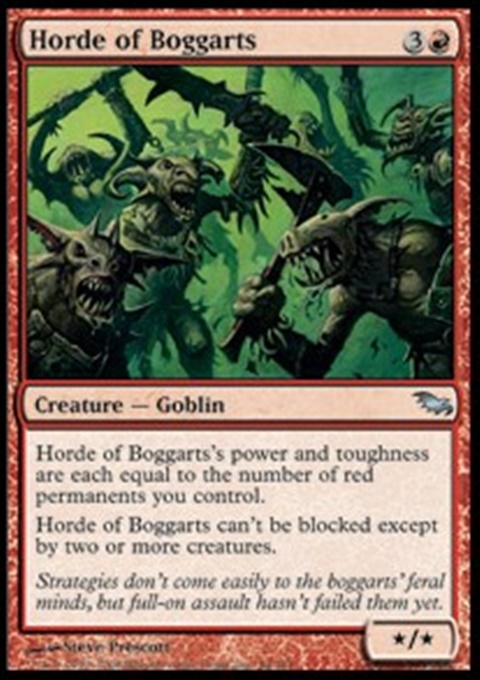 Horde of Boggarts 3
Creature — Goblin
Horde of Boggarts's power and toughness
are each equal to the number of red
permanents you control.
Horde of Boggarts can't be blocked except
by two or more creatures.
Strategies don't come easily to the boggarts' feral
minds, but full-on assault hasn't failed them yet.
★/★
Steve Prescott